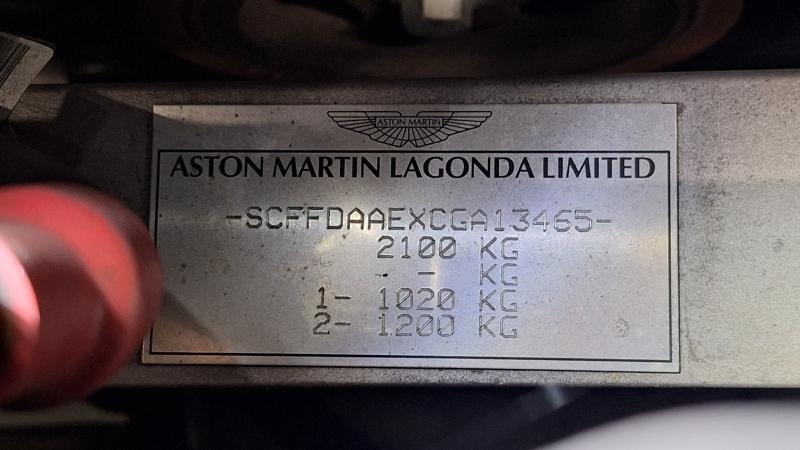 ASTON MARTIN
ASTON MARTIN LAGONDA LIMITED
-SCFFDAAEXCGA13465-
2100 KG
- KG
1- 1020 KG
2- 1200 KG